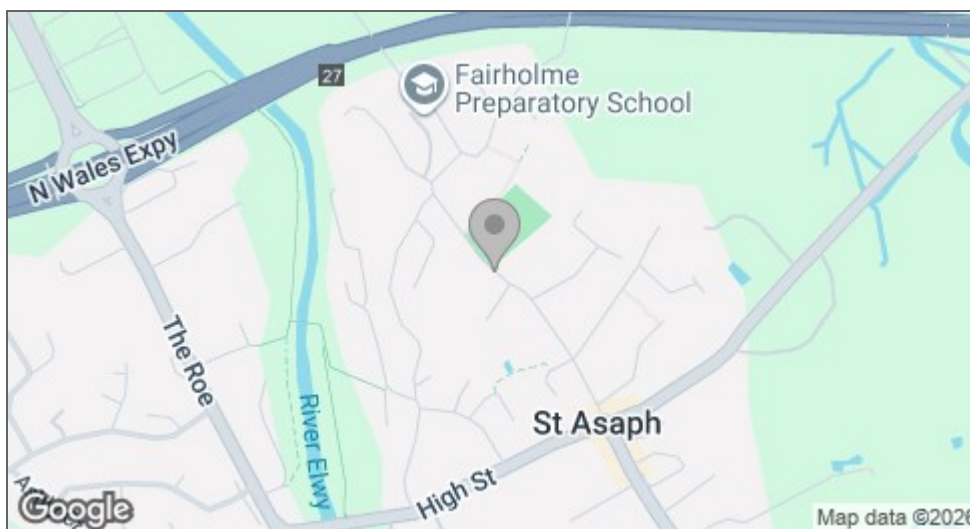 27
Fairholme
Preparatory School
N Wales Expy
The Roe
River Elwy
St Asaph
High St
Google
Map data ©2026